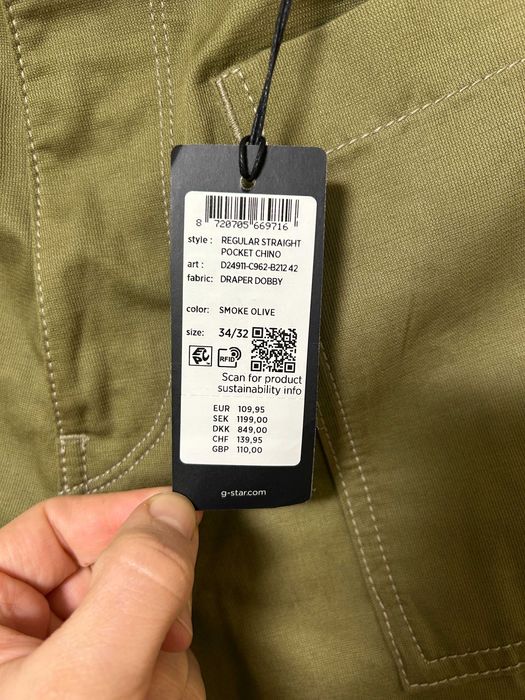 8 720705 669716
style : REGULAR STRAIGHT
POCKET CHINO
art : D24911-C962-B212 42
fabric: DRAPER DOBBY
color: SMOKE OLIVE
size: 34/32
RFID
Scan for product
sustainability info
EUR 109,95
SEK 1199,00
DKK 849,00
CHF 139,95
GBP 110,00
g-star.com